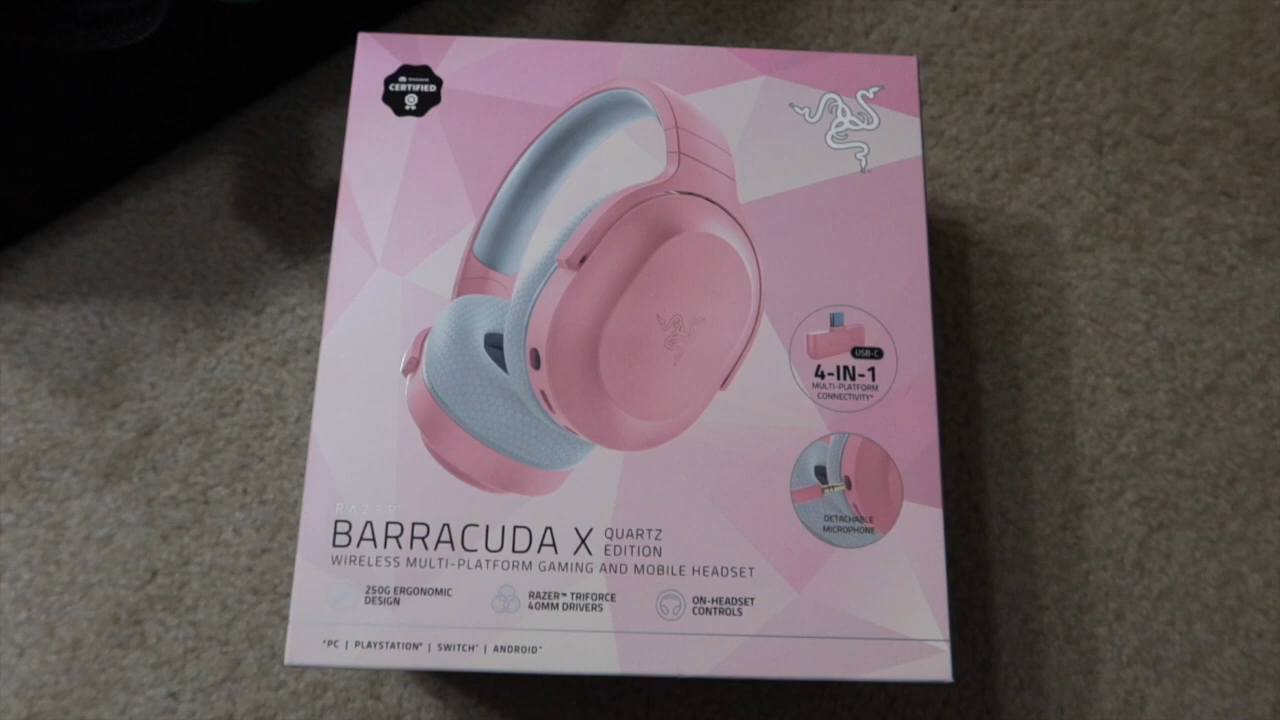 CERTIFIED
USB-C
4-IN-1
MULTI-PLATFORM
CONNECTIVITY*
DETACHABLE
MICROPHONE
RAZER
BARRACUDA X QUARTZ
EDITION
WIRELESS MULTI-PLATFORM GAMING AND MOBILE HEADSET
250G ERGONOMIC
DESIGN
RAZER™ TRIFORCE
40MM DRIVERS
ON-HEADSET
CONTROLS
*PC | PLAYSTATION® | SWITCH™ | ANDROID™